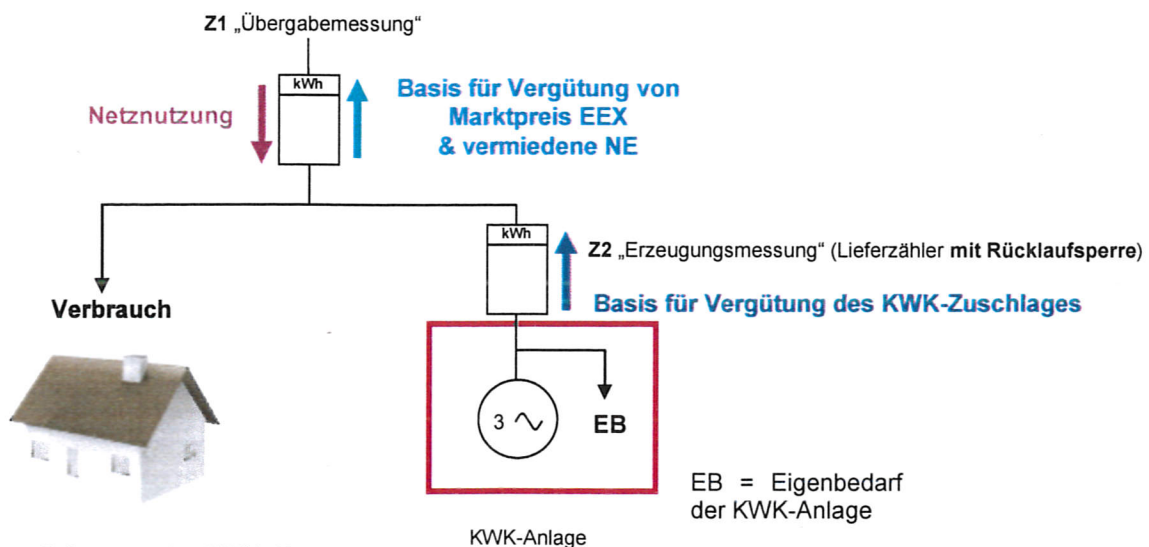 Z1 „Übergabemessung“
kWh
Netznutzung
Basis für Vergütung von
Marktpreis EEX
& vermiedene NE
kWh
Z2 „Erzeugungsmessung“ (Lieferzähler mit Rücklaufsperre)
Verbrauch
Basis für Vergütung des KWK-Zuschlages
3
EB
EB = Eigenbedarf
der KWK-Anlage
KWK-Anlage